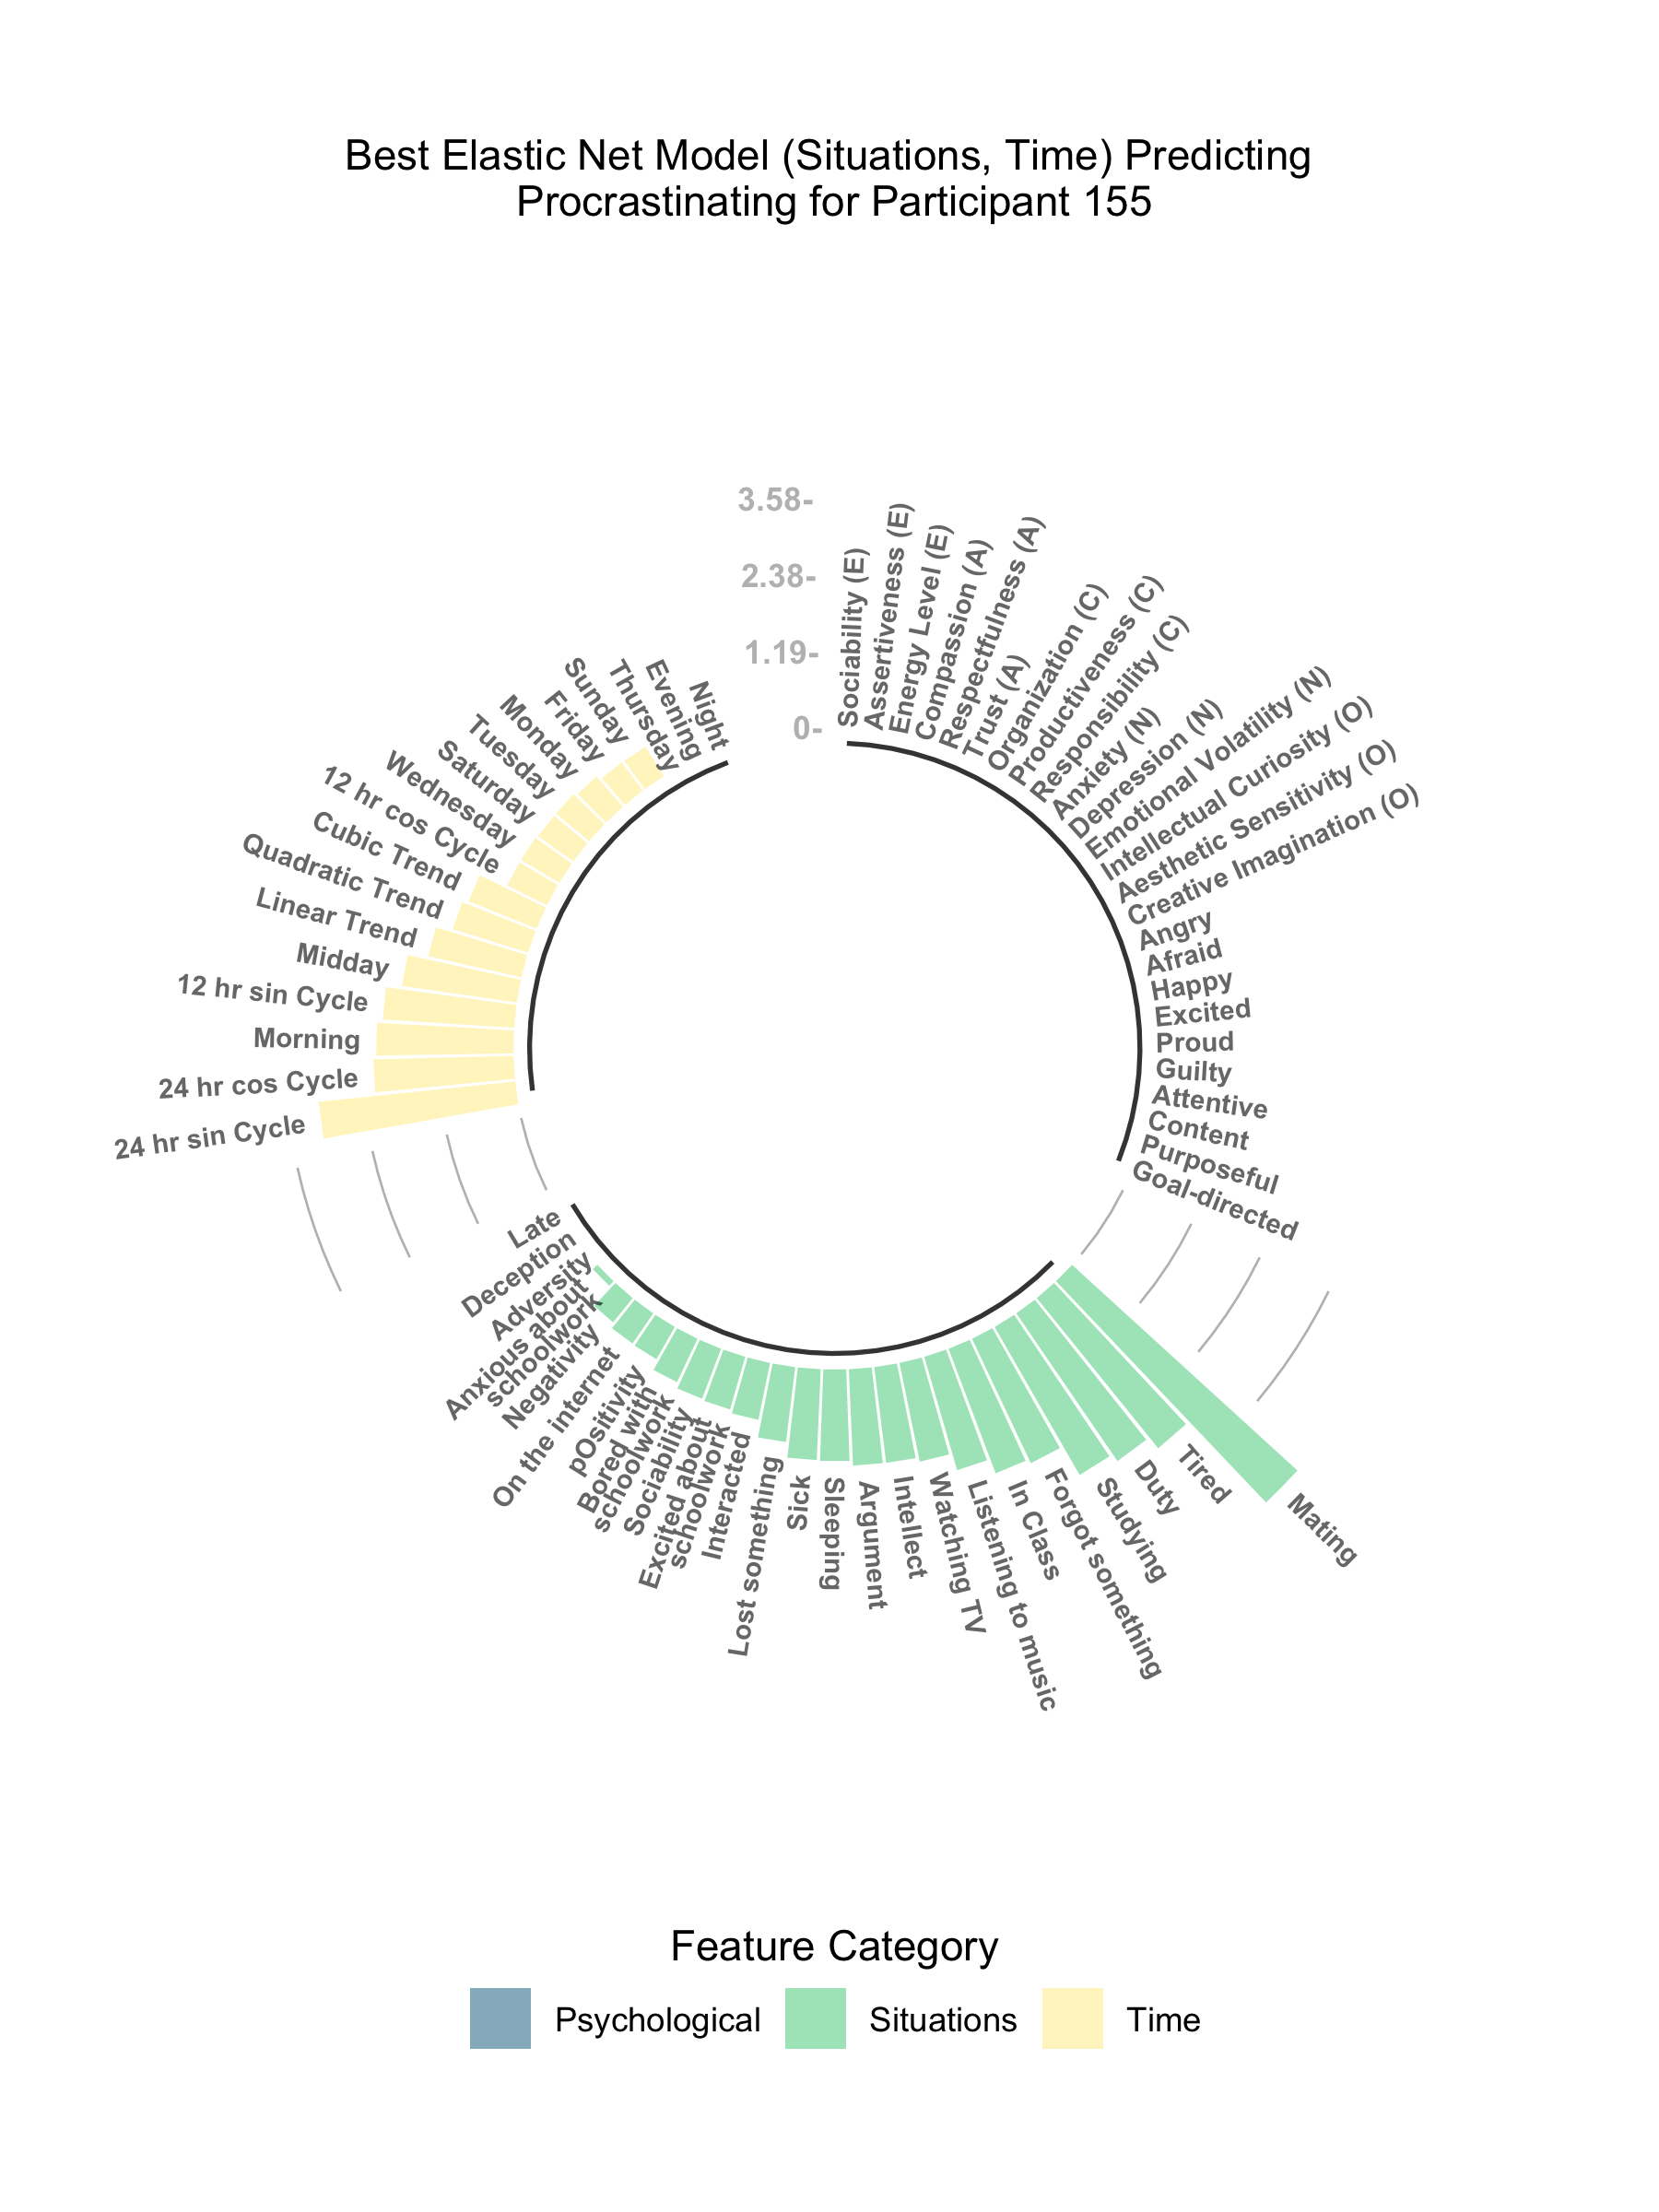 Best Elastic Net Model (Situations, Time) Predicting
Procrastinating for Participant 155
3.58-
2.38-
1.19-
0-
Sociability (E)
Assertiveness (E)
Energy Level (E)
Compassion (A)
Respectfulness (A)
Trust (A)
Organization (C)
Productiveness (C)
Responsibility (C)
Anxiety (N)
Depression (N)
Emotional Volatility (N)
Intellectual Curiosity (O)
Aesthetic Sensitivity (O)
Creative Imagination (O)
Angry
Afraid
Happy
Excited
Proud
Guilty
Attentive
Content
Purposeful
Goal-directed
Mating
Tired
Duty
Studying
Forgot something
In Class
Listening to music
Watching TV
Intellect
Argument
Sleeping
Sick
Lost something
Interacted
Excited about
schoolwork
Sociability
Bored with
schoolwork
pOsitivity
On the internet
Negativity
Anxious about
schoolwork
Adversity
Deception
Late
24 hr sin Cycle
24 hr cos Cycle
Morning
12 hr sin Cycle
Midday
Linear Trend
Quadratic Trend
Cubic Trend
12 hr cos Cycle
Wednesday
Saturday
Tuesday
Monday
Friday
Sunday
Thursday
Evening
Night
Feature Category
Psychological
Situations
Time